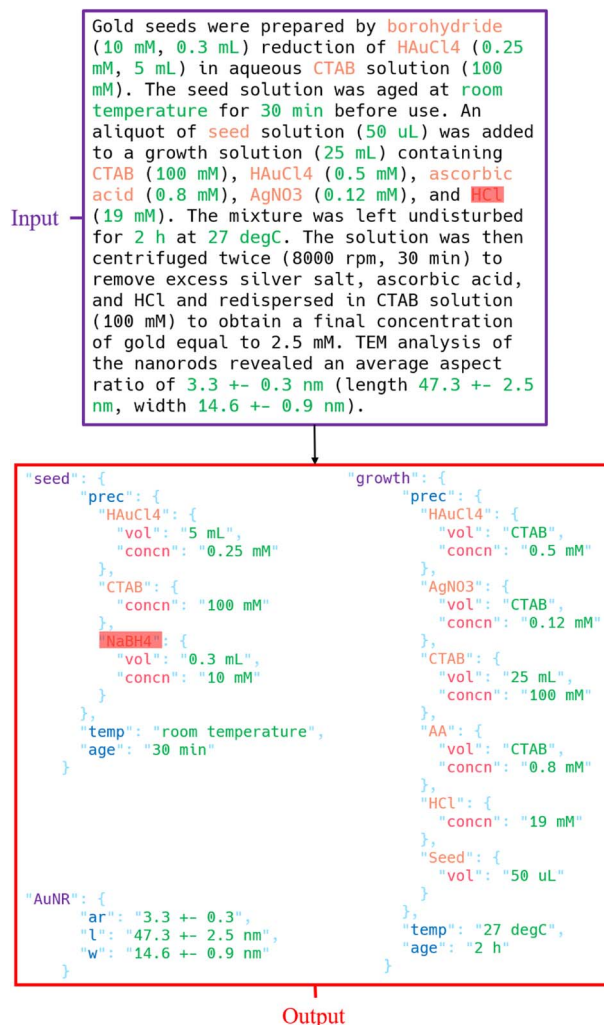 Gold seeds were prepared by borohydride
(10 mM, 0.3 mL) reduction of HAuCl4 (0.25
mM, 5 mL) in aqueous CTAB solution (100
mM). The seed solution was aged at room
temperature for 30 min before use. An
aliquot of seed solution (50 uL) was added
to a growth solution (25 mL) containing
CTAB (100 mM), HAuCl4 (0.5 mM), ascorbic
acid (0.8 mM), AgNO3 (0.12 mM), and HCl
(19 mM). The mixture was left undisturbed
for 2 h at 27 degC. The solution was then
centrifuged twice (8000 rpm, 30 min) to
remove excess silver salt, ascorbic acid,
and HCl and redispersed in CTAB solution
(100 mM) to obtain a final concentration
of gold equal to 2.5 mM. TEM analysis of
the nanorods revealed an average aspect
ratio of 3.3 +- 0.3 nm (length 47.3 +- 2.5
nm, width 14.6 +- 0.9 nm).
Input
"seed": {
"prec": {
"HAuCl4": {
"vol": "5 mL",
"concn": "0.25 mM"
},
"CTAB": {
"concn": "100 mM"
},
"NaBH4": {
"vol": "0.3 mL",
"concn": "10 mM"
}
},
"temp": "room temperature",
"age": "30 min"
}
"AuNR": {
"ar": "3.3 +- 0.3",
"l": "47.3 +- 2.5 nm",
"w": "14.6 +- 0.9 nm"
}
"growth": {
"prec": {
"HAuCl4": {
"vol": "CTAB",
"concn": "0.5 mM"
},
"AgNO3": {
"vol": "CTAB",
"concn": "0.12 mM"
},
"CTAB": {
"vol": "25 mL",
"concn": "100 mM"
},
"AA": {
"vol": "CTAB",
"concn": "0.8 mM"
},
"HCl": {
"concn": "19 mM"
},
"Seed": {
"vol": "50 uL"
}
},
"temp": "27 degC",
"age": "2 h"
}
Output